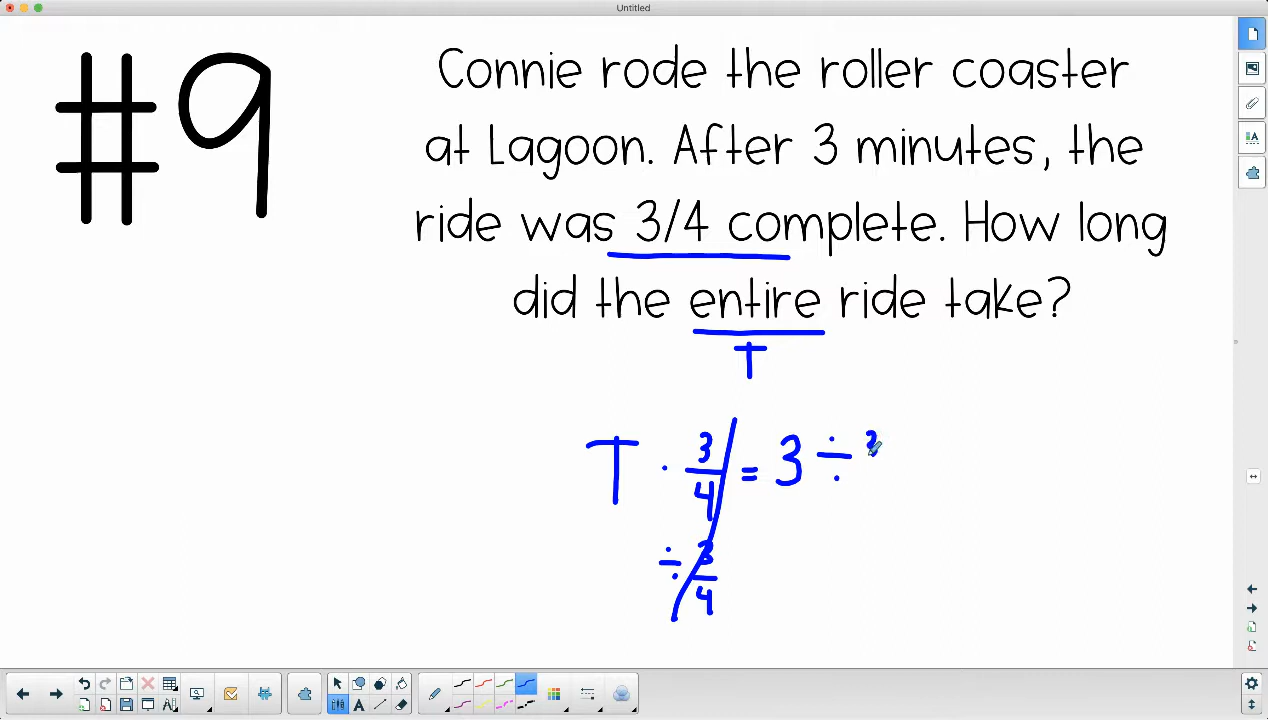 Untitled
#9
Connie rode the roller coaster
at Lagoon. After 3 minutes, the
ride was 3/4 complete. How long
did the entire ride take?
T
T · 3/4 = 3 ÷ 3
÷ 3/4